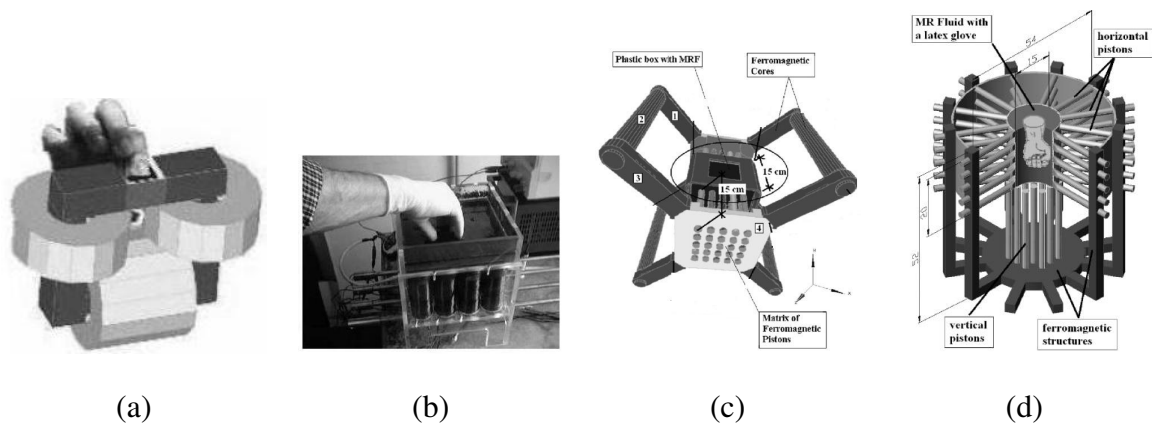 Plastic box with MRF
Ferromagnetic
Cores
1
2
3
15 cm
15 cm
4
Matrix of
Ferromagnetic
Pistons
MR Fluid with
a latex glove
horizontal
pistons
54
15
20
52
vertical
pistons
ferromagnetic
structures
(a)
(b)
(c)
(d)